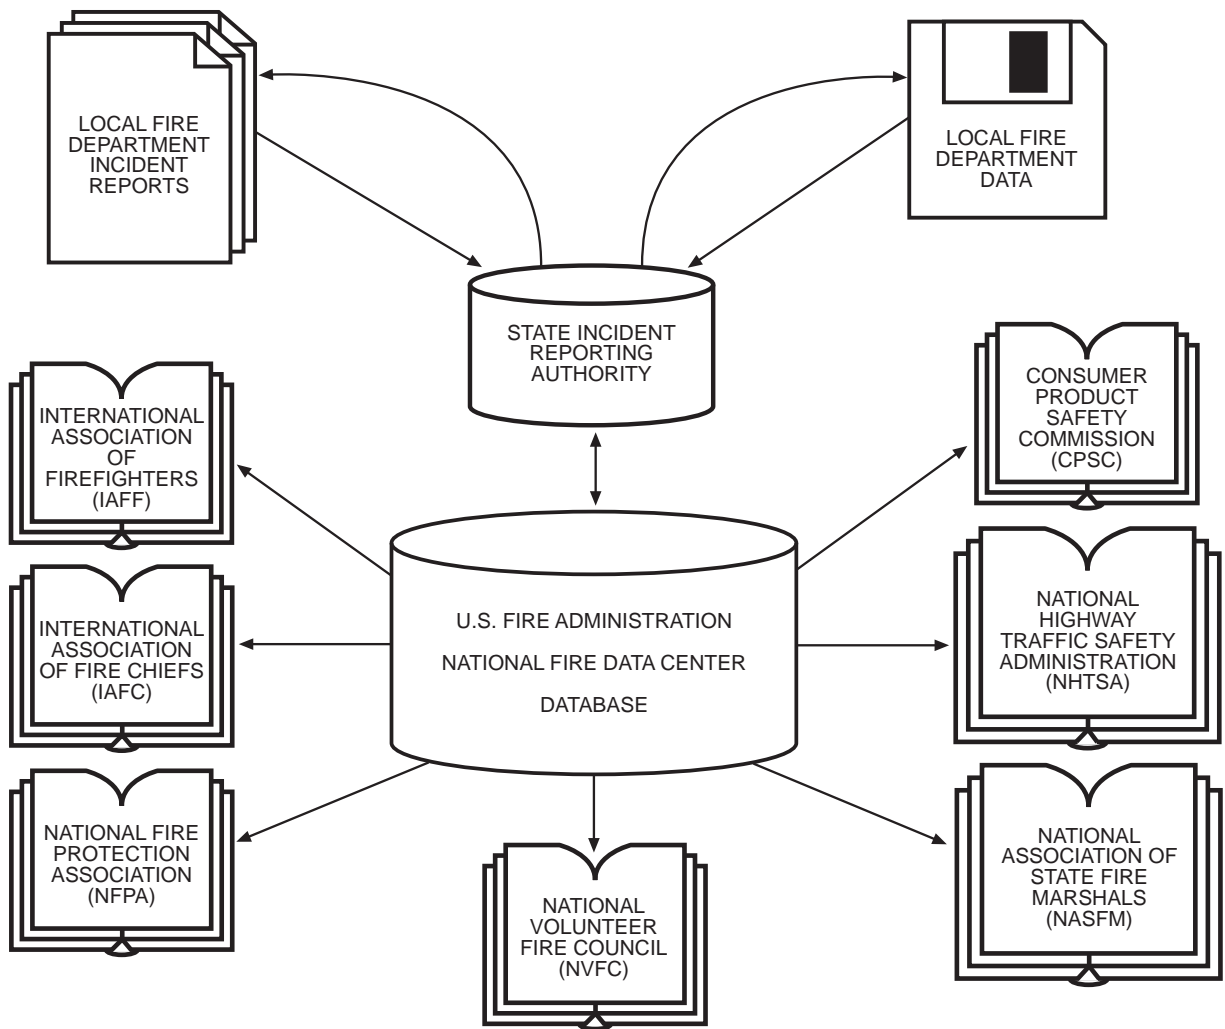 LOCAL FIRE
DEPARTMENT
INCIDENT
REPORTS
LOCAL FIRE
DEPARTMENT
DATA
STATE INCIDENT
REPORTING
AUTHORITY
INTERNATIONAL
ASSOCIATION
OF
FIREFIGHTERS
(IAFF)
CONSUMER
PRODUCT
SAFETY
COMMISSION
(CPSC)
INTERNATIONAL
ASSOCIATION
OF FIRE CHIEFS
(IAFC)
U.S. FIRE ADMINISTRATION
NATIONAL FIRE DATA CENTER
DATABASE
NATIONAL
HIGHWAY
TRAFFIC SAFETY
ADMINISTRATION
(NHTSA)
NATIONAL FIRE
PROTECTION
ASSOCIATION
(NFPA)
NATIONAL
VOLUNTEER
FIRE COUNCIL
(NVFC)
NATIONAL
ASSOCIATION OF
STATE FIRE
MARSHALS
(NASFM)